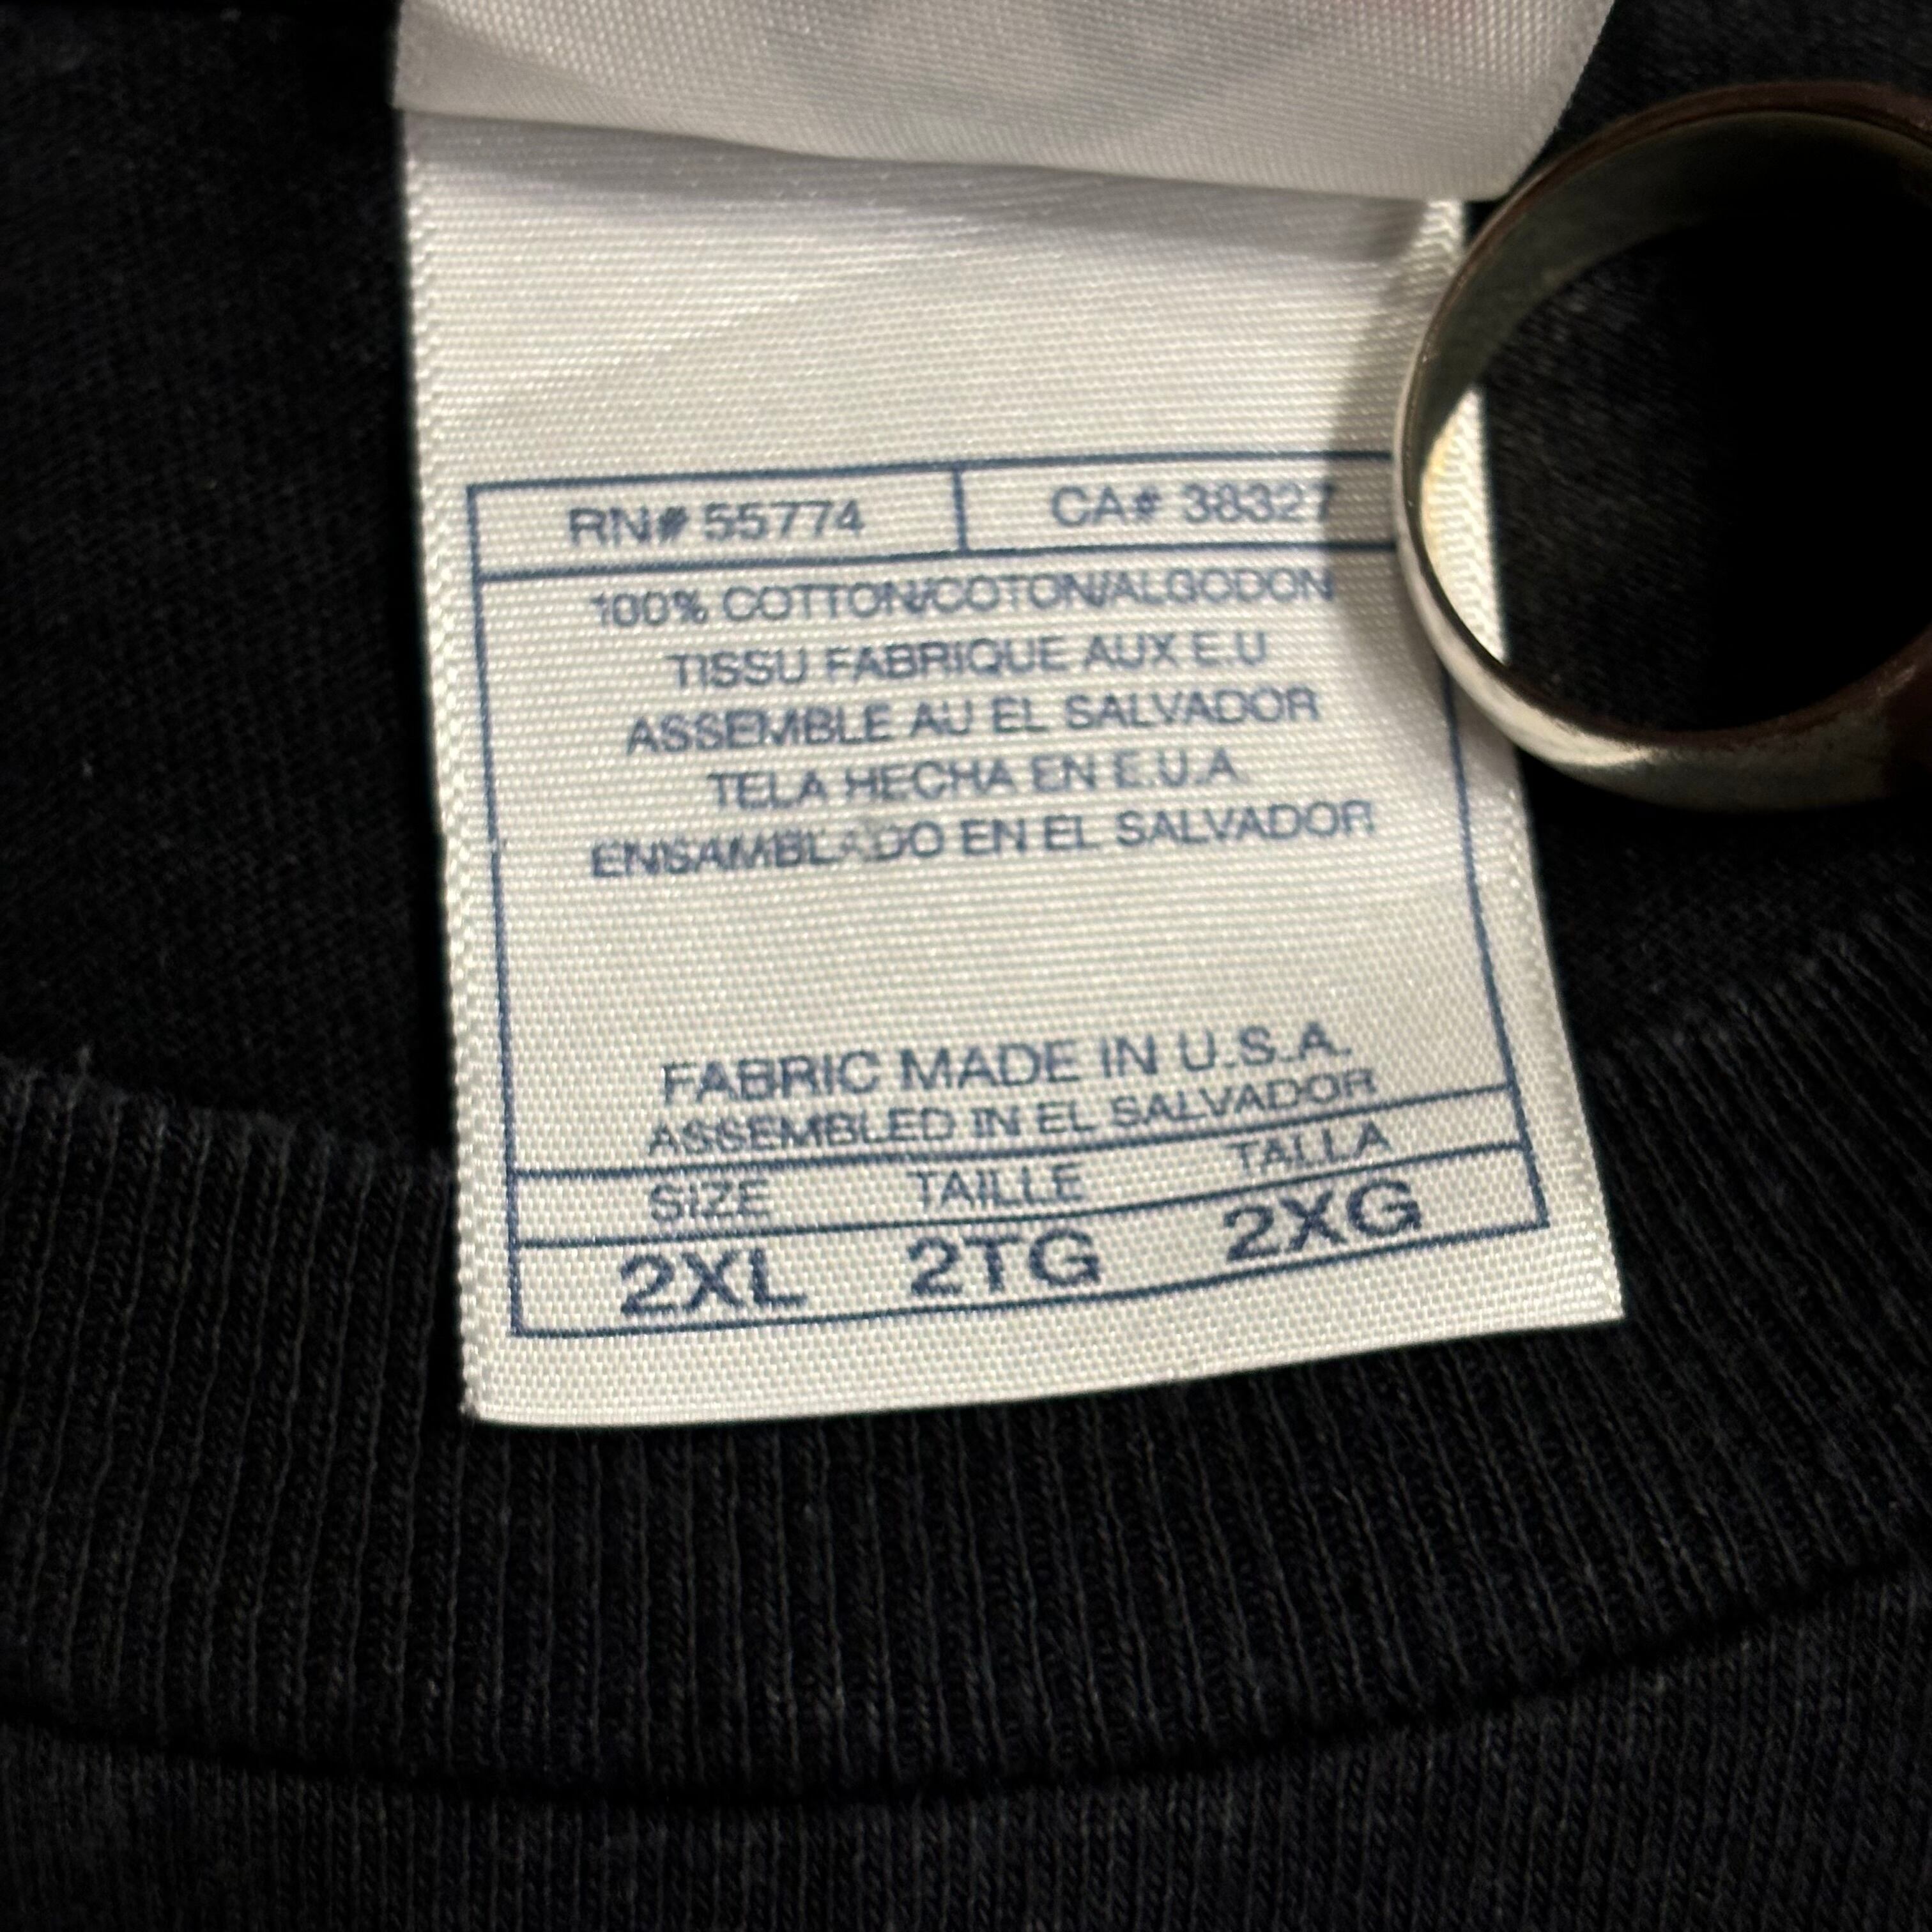 RN# 55774 CA# 38327
100% COTTON/COTON/ALGODON
TISSU FABRIQUE AUX E.U
ASSEMBLE AU EL SALVADOR
TELA HECHA EN E.U.A.
ENSAMBLADO EN EL SALVADOR
FABRIC MADE IN U.S.A.
ASSEMBLED IN EL SALVADOR
SIZE TAILLE TALLA
2XL 2TG 2XG